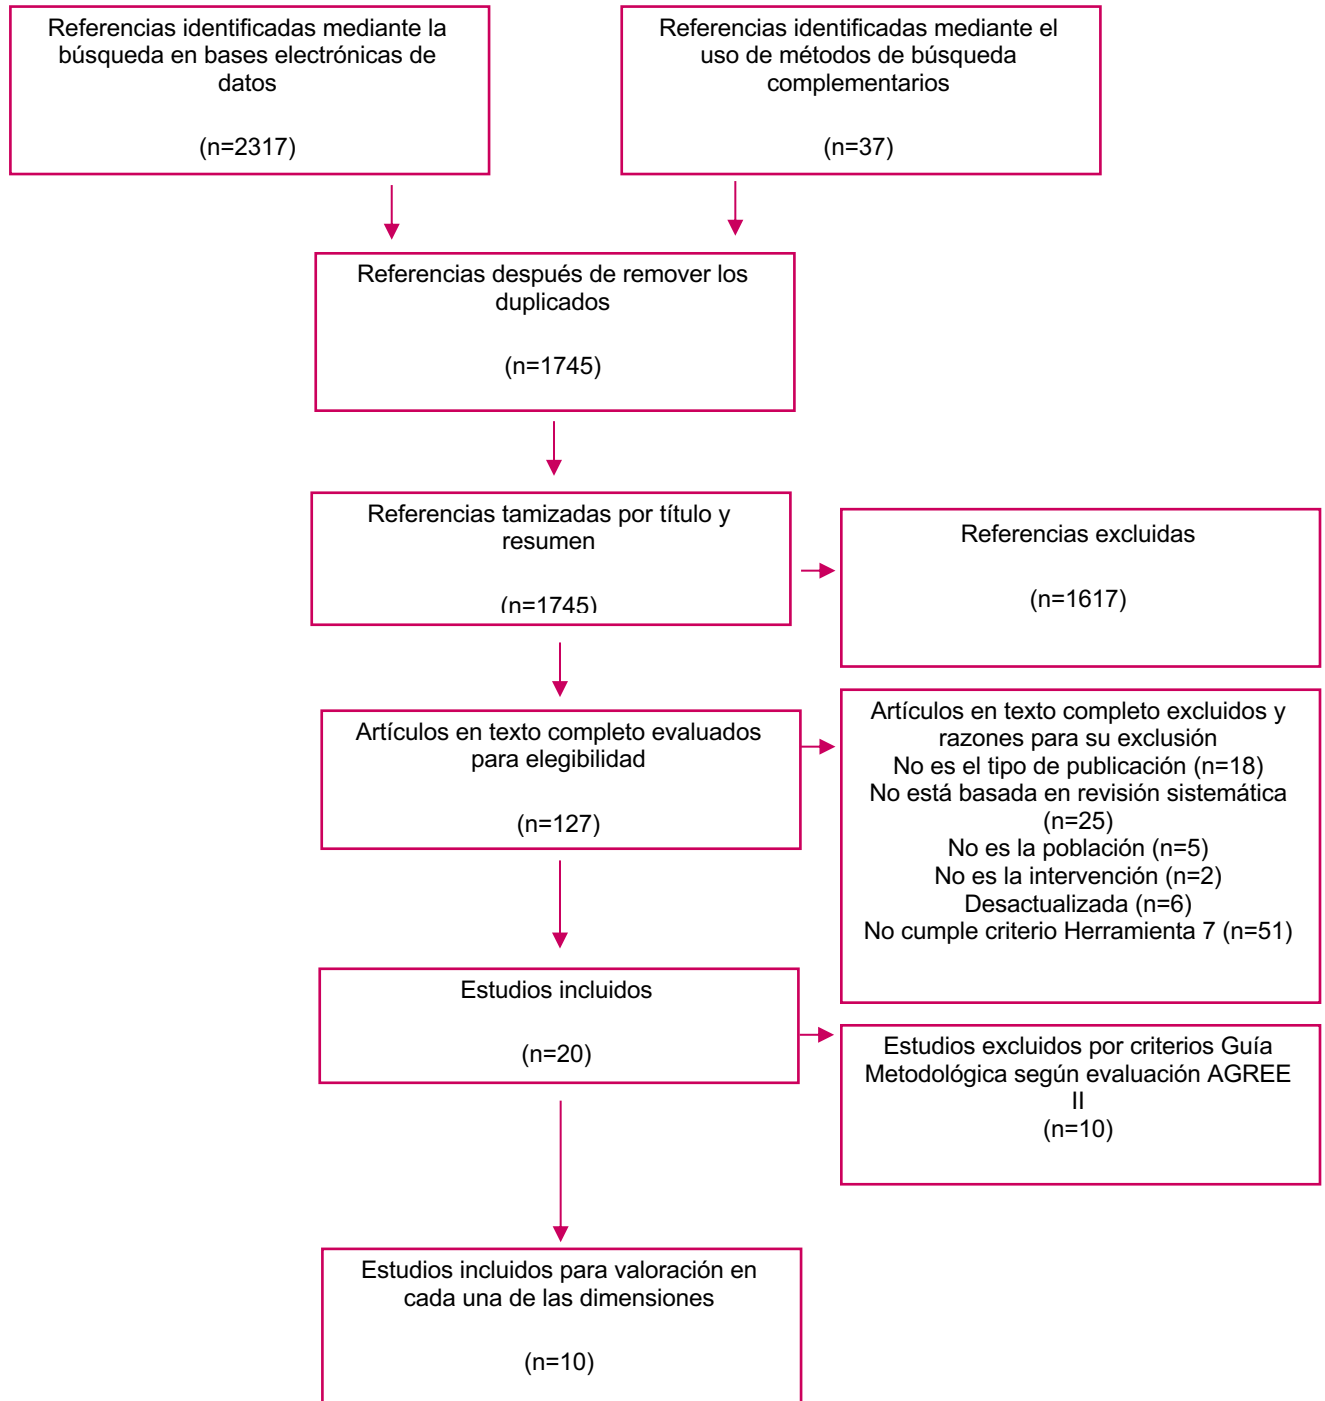 Referencias identificadas mediante la
búsqueda en bases electrónicas de
datos
(n=2317)
Referencias identificadas mediante el
uso de métodos de búsqueda
complementarios
(n=37)
Referencias después de remover los
duplicados
(n=1745)
Referencias tamizadas por título y
resumen
(n=1745)
Referencias excluidas
(n=1617)
Artículos en texto completo evaluados
para elegibilidad
(n=127)
Artículos en texto completo excluidos y
razones para su exclusión
No es el tipo de publicación (n=18)
No está basada en revisión sistemática
(n=25)
No es la población (n=5)
No es la intervención (n=2)
Desactualizada (n=6)
No cumple criterio Herramienta 7 (n=51)
Estudios incluidos
(n=20)
Estudios excluidos por criterios Guía
Metodológica según evaluación AGREE
II
(n=10)
Estudios incluidos para valoración en
cada una de las dimensiones
(n=10)